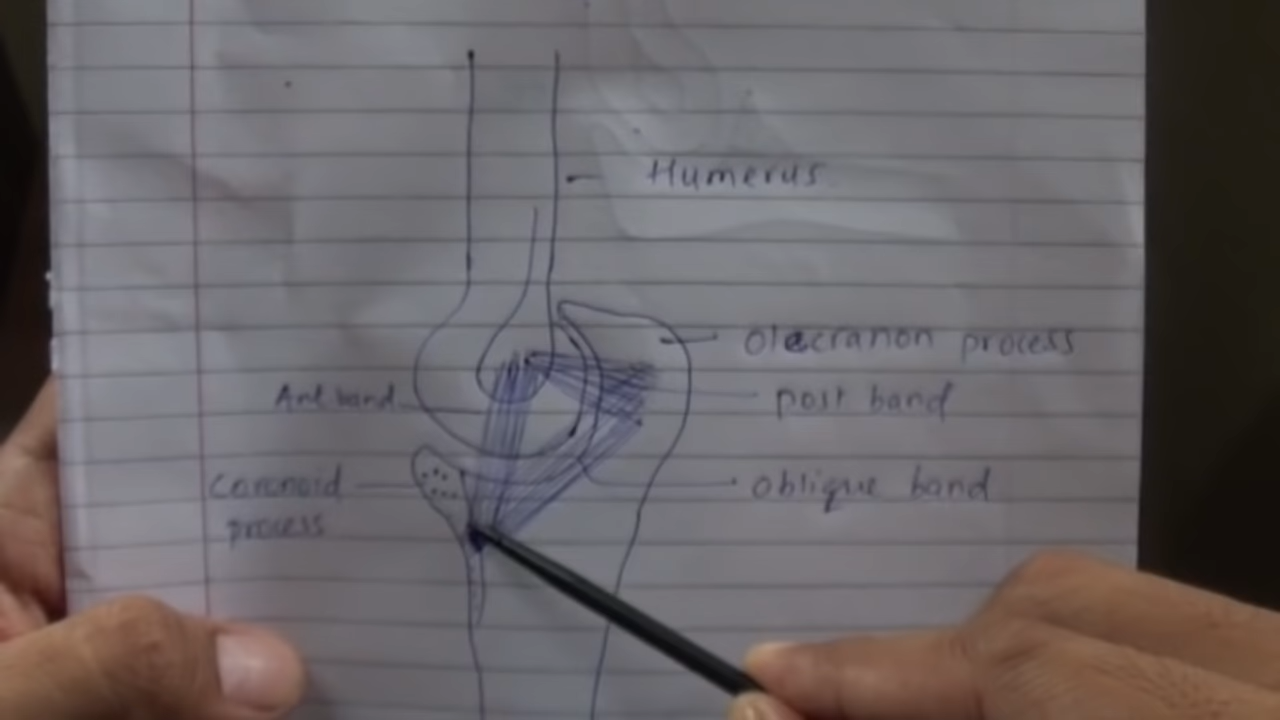 Humerus
olecranon process
Ant band
post band
coronoid
process
oblique band